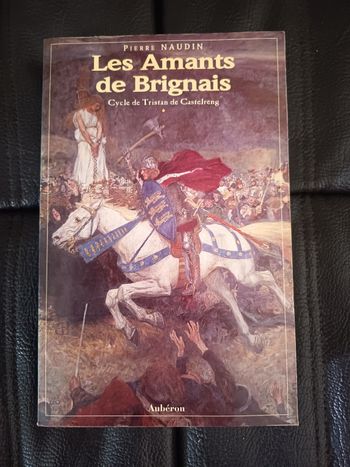 Pierre NAUDIN
Les Amants
de Brignais
Cycle de Tristan de Castelreng
Aubéron